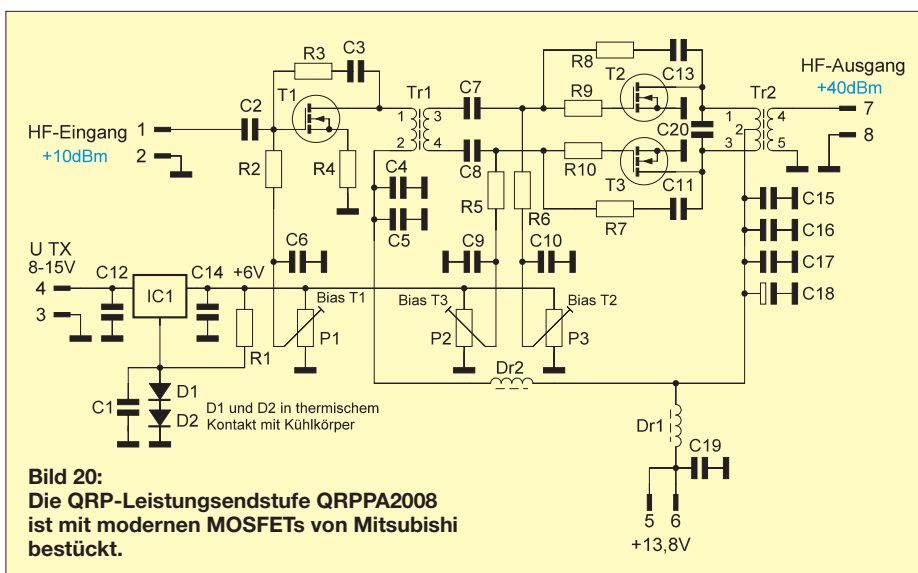 R3
C3
T1
C2
HF-Eingang 1
+10dBm
2
R2
R4
Tr1
1
2
3
4
C7
C8
C4
C5
R8
T2
C13
R9
C20
R10
T3
C11
R7
R5
R6
HF-Ausgang
+40dBm
Tr2
1
2
3
4
5
7
8
C15
C16
C17
C18
C6
C9
C10
U TX
8-15V
4
3
C12
IC1
C14
+6V
R1
Bias T1
P1
Bias T3
P2
Bias T2
P3
C1
D1
D2
D1 und D2 in thermischem
Kontakt mit Kühlkörper
Dr2
Dr1
C19
5 6
+13,8V
Bild 20:
Die QRP-Leistungsendstufe QRPPA2008
ist mit modernen MOSFETs von Mitsubishi
bestückt.